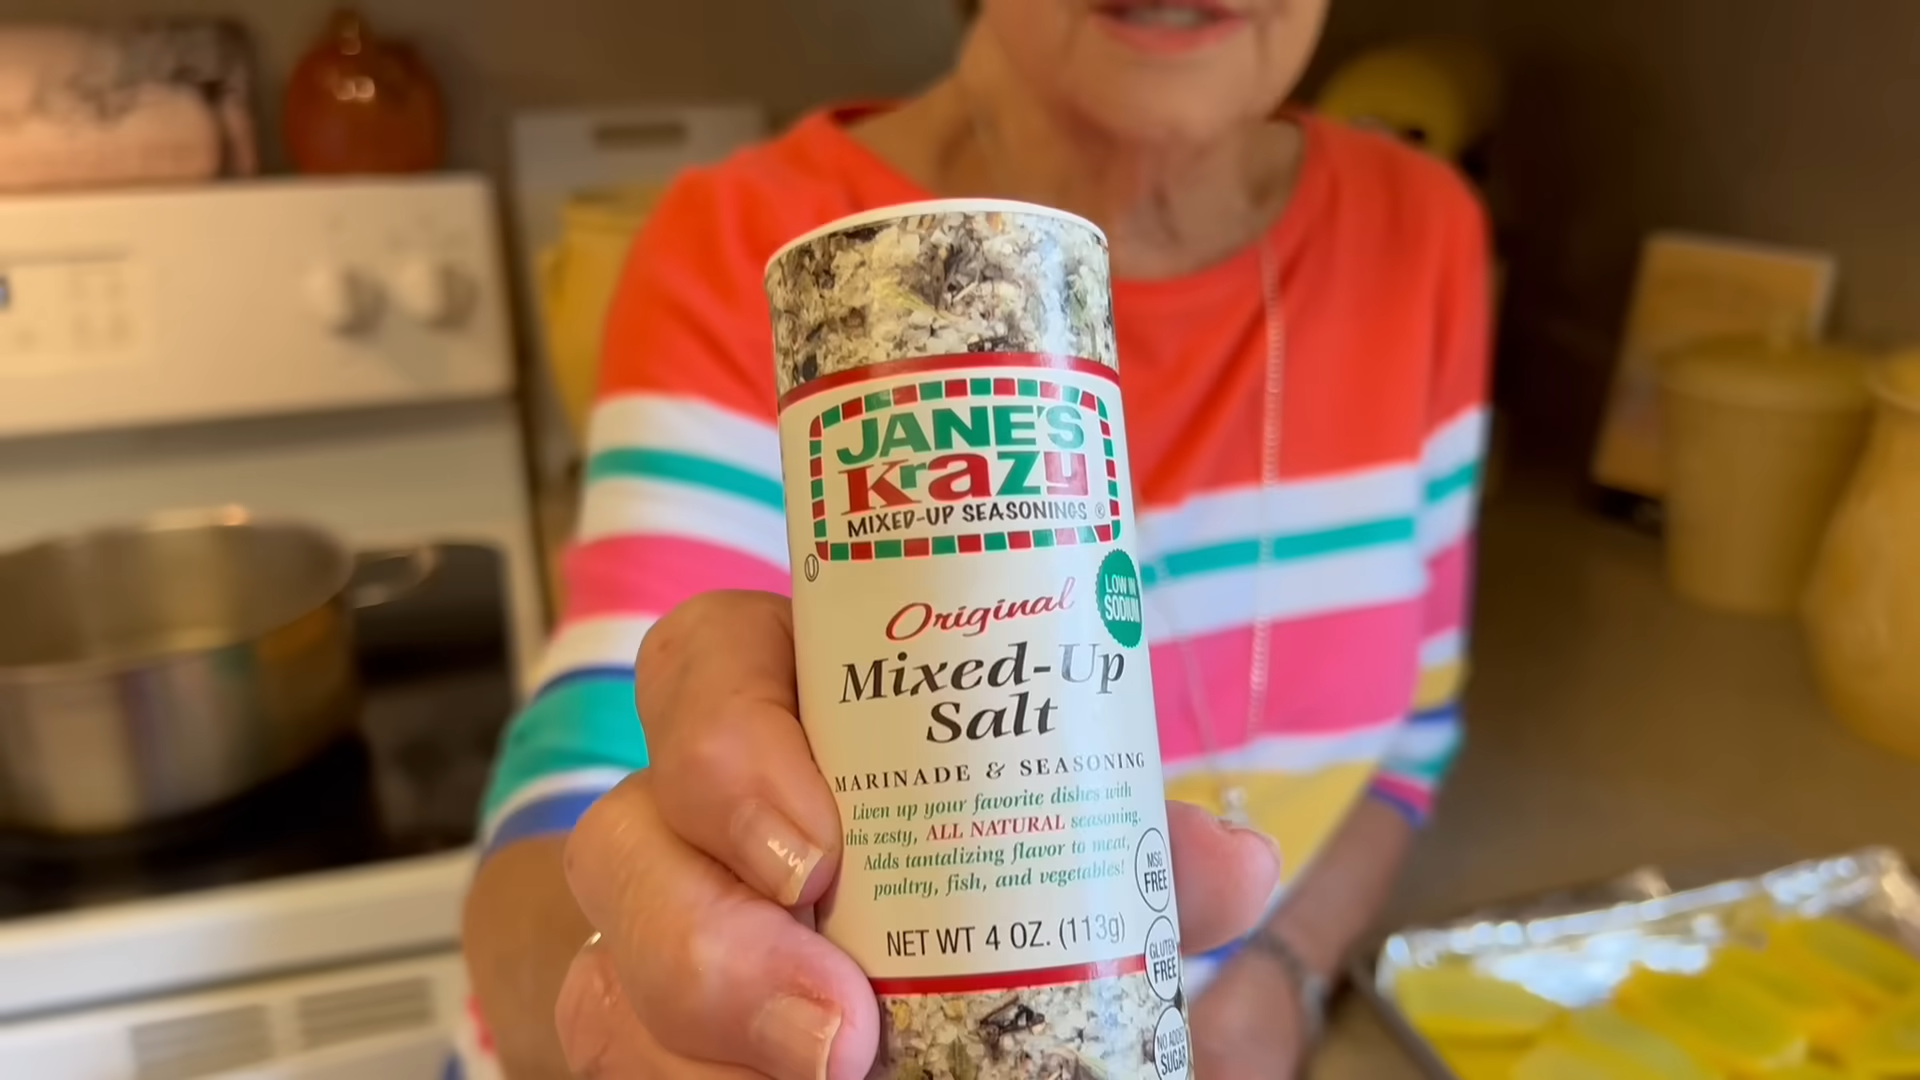 JANE'S
Krazy
MIXED-UP SEASONINGS ®
U
LOW IN
SODIUM
Original
Mixed-Up
Salt
MARINADE & SEASONING
Liven up your favorite dishes with
this zesty, ALL NATURAL seasoning.
Adds tantalizing flavor to meat,
poultry, fish, and vegetables!
MSG
FREE
NET WT 4 OZ. (113g)
GLUTEN
FREE
NO ADDED
SUGAR